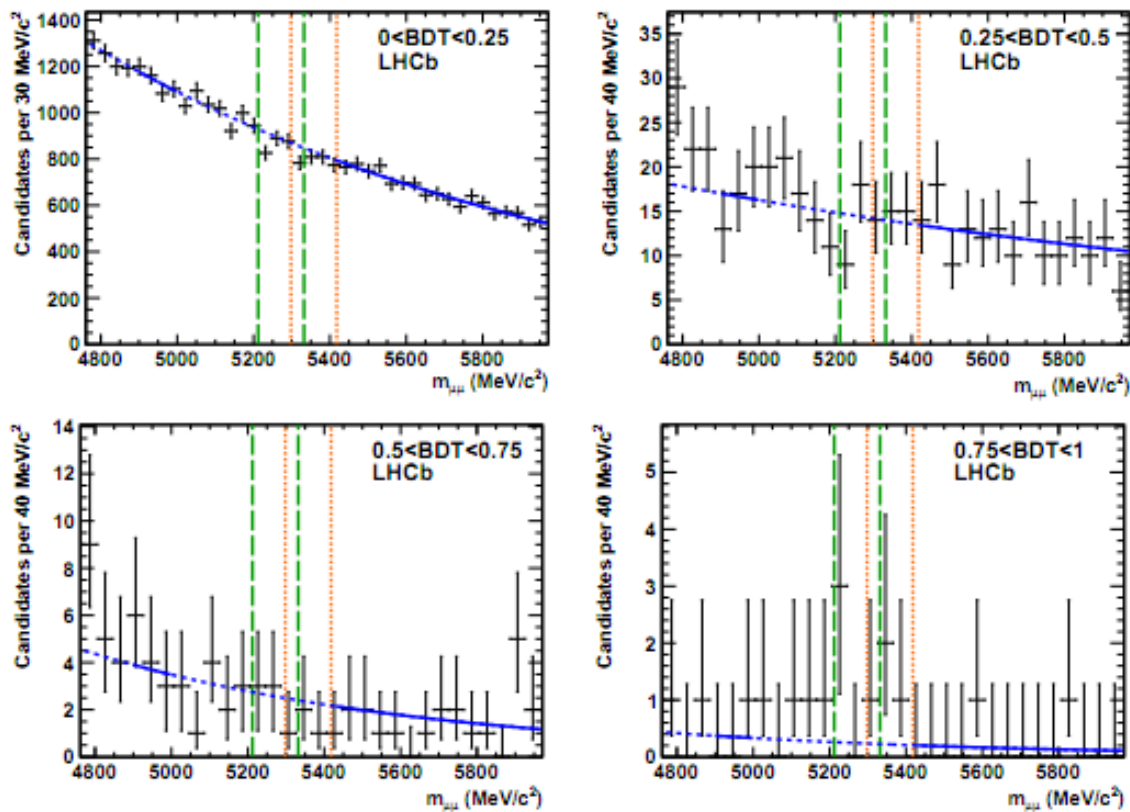 Candidates per 30 MeV/c²
1400
1200
1000
800
600
400
200
0
0<BDT<0.25
LHCb
4800 5000 5200 5400 5600 5800
m_μμ (MeV/c²)
Candidates per 40 MeV/c²
35
30
25
20
15
10
5
0
0.25<BDT<0.5
LHCb
4800 5000 5200 5400 5600 5800
m_μμ (MeV/c²)
Candidates per 40 MeV/c²
14
12
10
8
6
4
2
0
0.5<BDT<0.75
LHCb
4800 5000 5200 5400 5600 5800
m_μμ (MeV/c²)
Candidates per 40 MeV/c²
5
4
3
2
1
0
0.75<BDT<1
LHCb
4800 5000 5200 5400 5600 5800
m_μμ (MeV/c²)